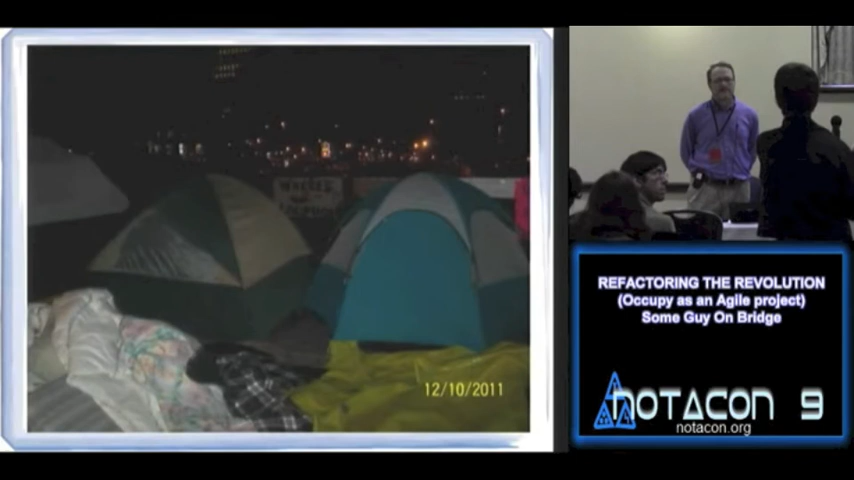 12/10/2011
REFACTORING THE REVOLUTION
(Occupy as an Agile project)
Some Guy On Bridge
NOTACON 9
notacon.org